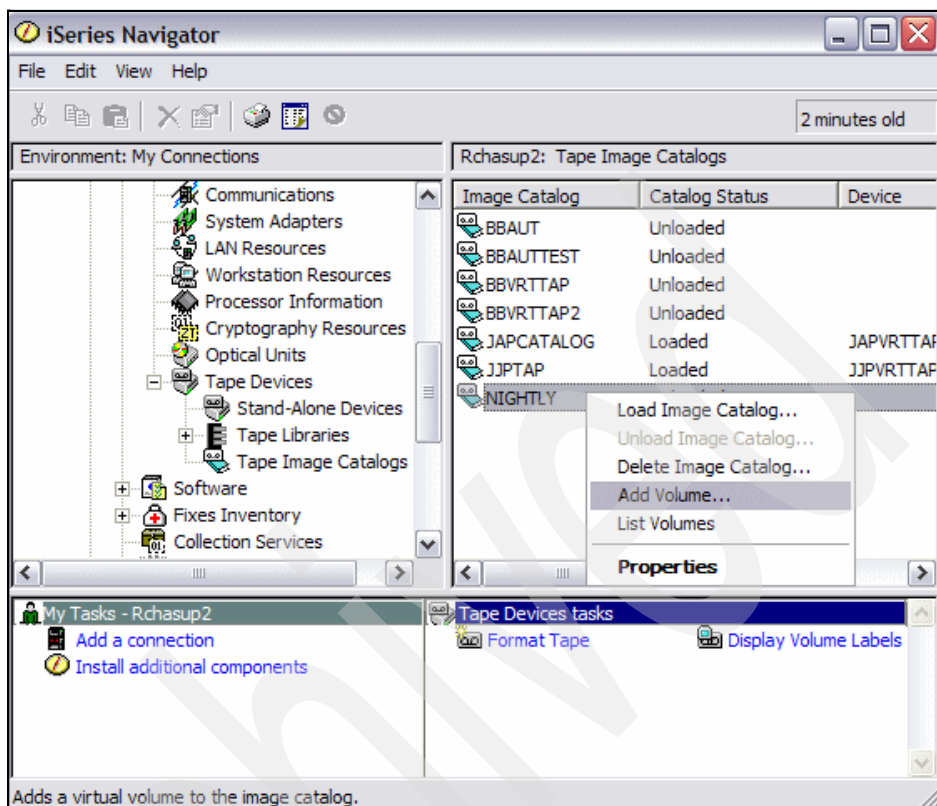 iSeries Navigator
File Edit View Help
2 minutes old
Environment: My Connections
Rchasup2: Tape Image Catalogs
Communications
System Adapters
LAN Resources
Workstation Resources
Processor Information
Cryptography Resources
Optical Units
Tape Devices
Stand-Alone Devices
Tape Libraries
Tape Image Catalogs
Software
Fixes Inventory
Collection Services
Image Catalog Catalog Status Device
BBAUT Unloaded
BBAUTTEST Unloaded
BBVRTTAP Unloaded
BBVRTTAP2 Unloaded
JAPCATALOG Loaded JAPVRTTAP
JJPTAP Loaded JJPVRTTAP
NIGHTLY
Load Image Catalog...
Unload Image Catalog...
Delete Image Catalog...
Add Volume...
List Volumes
Properties
My Tasks - Rchasup2
Add a connection
Install additional components
Tape Devices tasks
Format Tape Display Volume Labels
Adds a virtual volume to the image catalog.